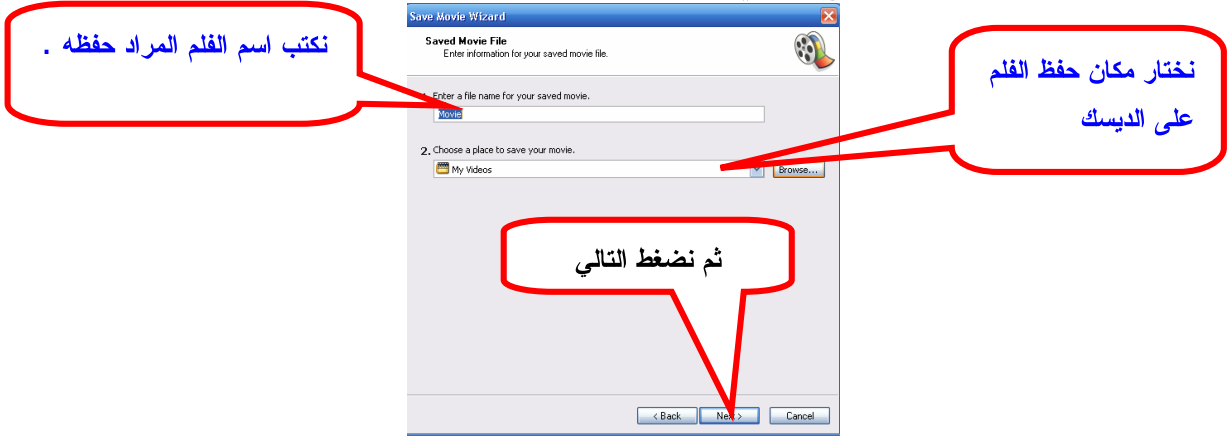 Save Movie Wizard
Saved Movie File
Enter information for your saved movie file.
نكتب اسم الفلم المراد حفظه .
نختار مكان حفظ الفلم
على الديسك
Enter a file name for your saved movie.
Movie
2. Choose a place to save your movie.
My Videos
Browse...
ثم نضغط التالي
< Back
Next >
Cancel